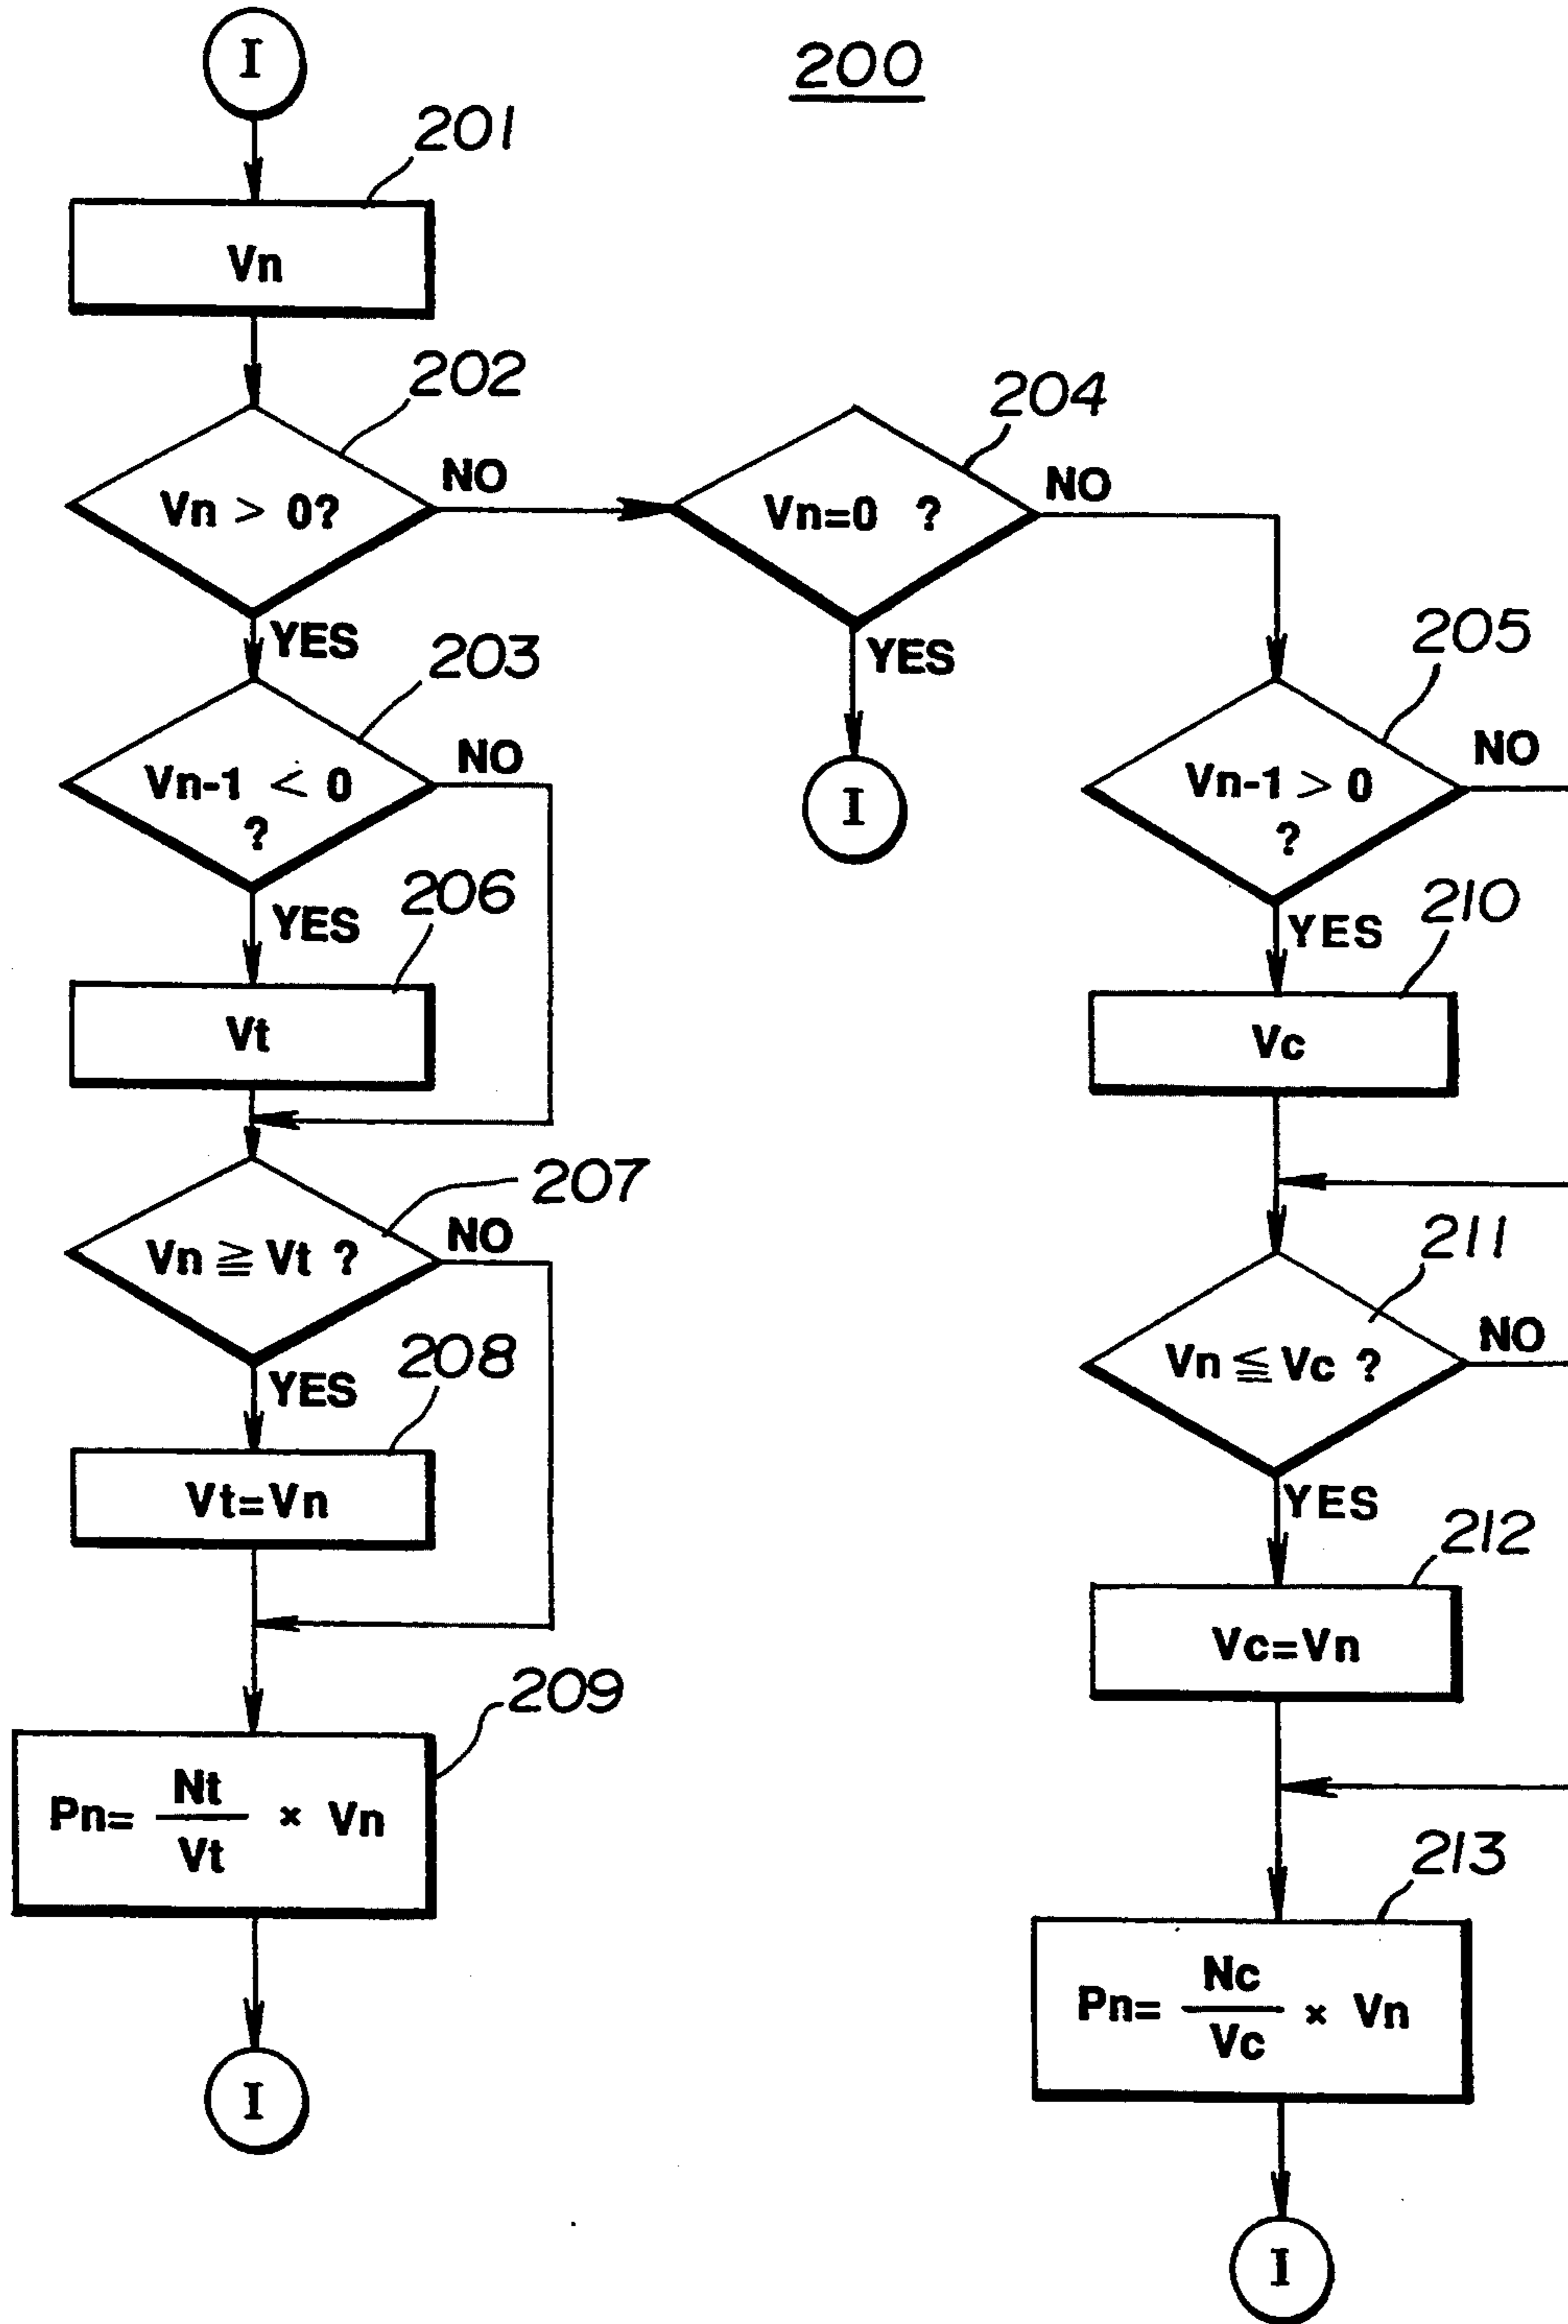 I
200
201
Vn
202
Vn > 0?
NO
YES
204
Vn=0 ?
NO
YES
I
203
Vn-1 < 0
?
NO
YES
205
Vn-1 > 0
?
NO
YES
206
Vt
210
Vc
207
Vn ≧ Vt ?
NO
YES
211
Vn ≦ Vc ?
NO
YES
208
Vt=Vn
212
Vc=Vn
209
Pn= Nt/Vt × Vn
213
Pn= Nc/Vc × Vn
I
I